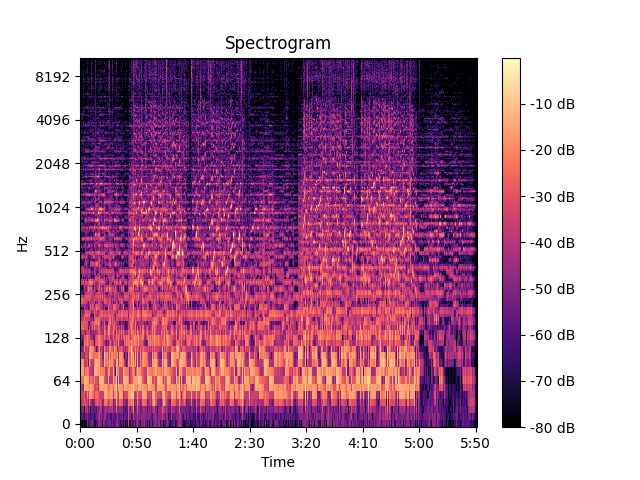 Spectrogram
8192
4096
2048
1024
512
256
128
64
0
Hz
0:00 0:50 1:40 2:30 3:20 4:10 5:00 5:50
Time
-10 dB
-20 dB
-30 dB
-40 dB
-50 dB
-60 dB
-70 dB
-80 dB